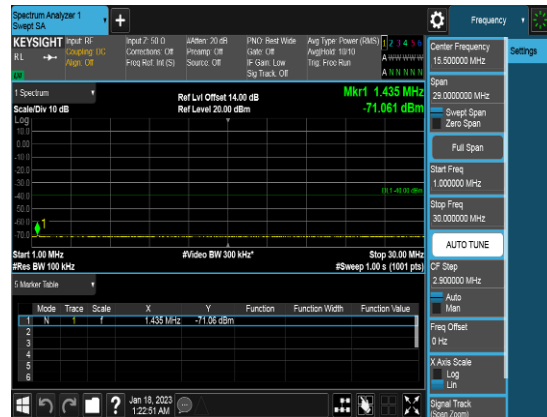 Spectrum Analyzer 1
Swept SA
+
Frequency
KEYSIGHT
RL
Input: RF
Coupling: DC
Align: Off
Input Z: 50 Ω
Corrections: Off
Freq Ref: Int (S)
#Atten: 20 dB
Preamp: Off
Source: Off
PNO: Best Wide
Gate: Off
IF Gain: Low
Sig Track: Off
Avg Type: Power (RMS)
Avg|Hold: 10/10
Trig: Free Run
1 2 3 4 5 6
A W W W W W
A N N N N N
LW
1 Spectrum
Scale/Div 10 dB
Ref Lvl Offset 14.00 dB
Ref Level 20.00 dBm
Mkr1 1.435 MHz
-71.061 dBm
Log
10.0
0.00
-10.0
-20.0
-30.0
-40.0
-50.0
-60.0
-70.0
1
DL1 -40.00 dBm
Start 1.00 MHz
#Res BW 100 kHz
#Video BW 300 kHz*
Stop 30.00 MHz
#Sweep 1.00 s (1001 pts)
5 Marker Table
Mode Trace Scale X Y Function Function Width Function Value
1 N 1 f 1.435 MHz -71.06 dBm
2
3
4
5
6
?
Jan 18, 2023
1:22:51 AM
Center Frequency
15.500000 MHz
Settings
Span
29.0000000 MHz
Swept Span
Zero Span
Full Span
Start Freq
1.000000 MHz
Stop Freq
30.000000 MHz
AUTO TUNE
CF Step
2.900000 MHz
Auto
Man
Freq Offset
0 Hz
X Axis Scale
Log
Lin
Signal Track
(Span Zoom)